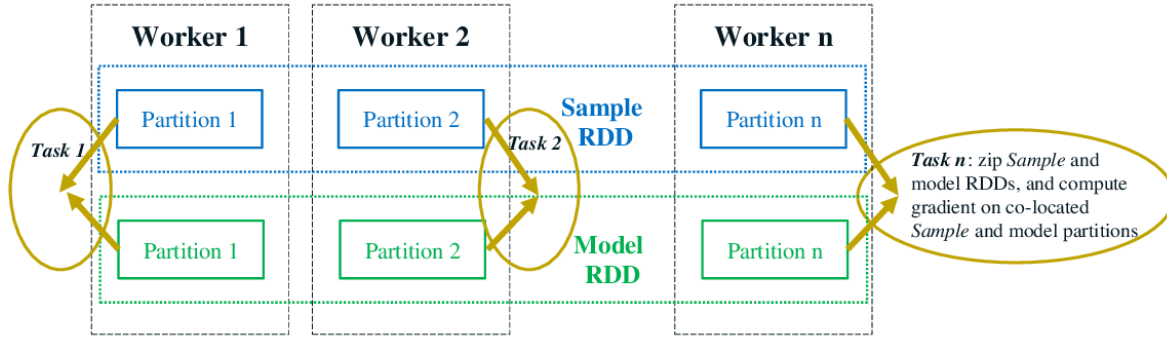 Worker 1
Worker 2
Worker n
Partition 1
Partition 2
Sample
RDD
Partition n
Task 1
Task 2
Task n: zip Sample and
model RDDs, and compute
gradient on co-located
Sample and model partitions
Partition 1
Partition 2
Model
RDD
Partition n